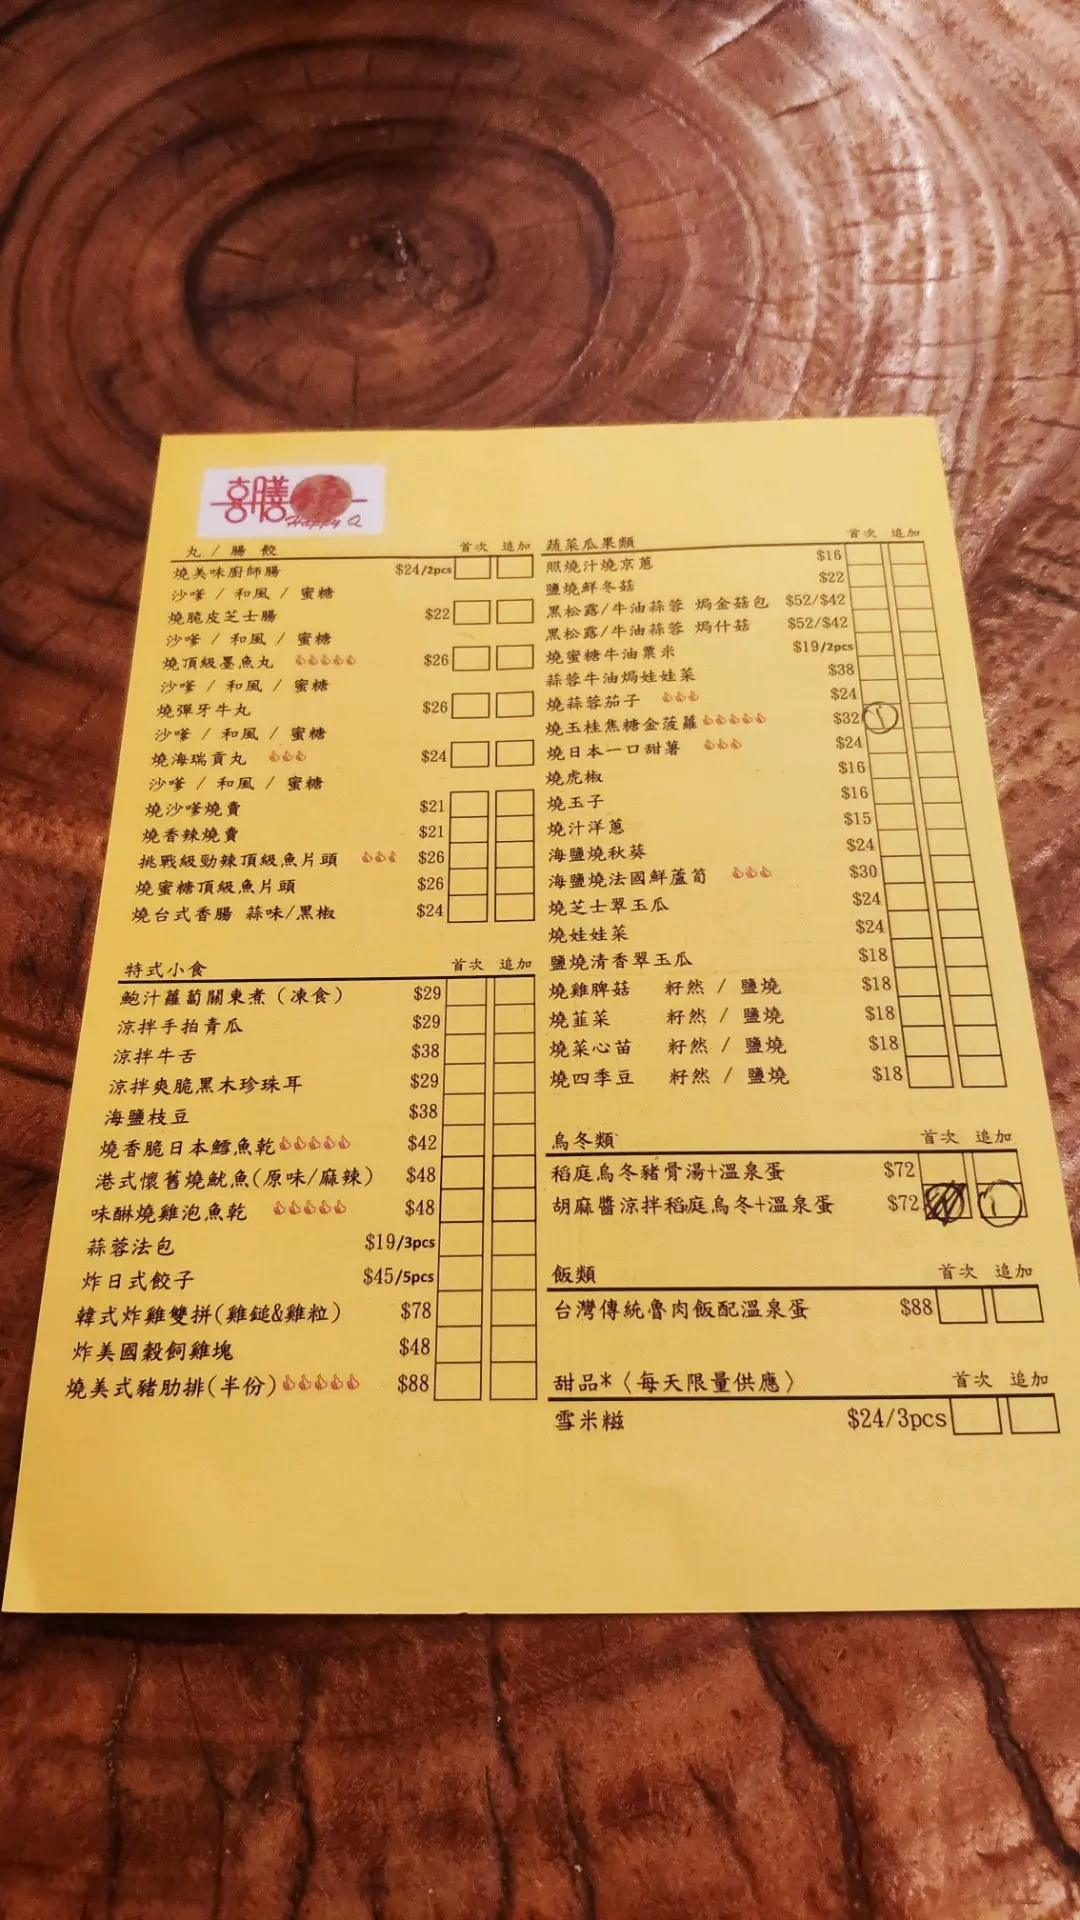 喜膳燒
Happy Q
丸 / 腸 餃 首次 追加
燒美味廚師腸 $24/2pcs
沙嗲 / 和風 / 蜜糖
燒脆皮芝士腸 $22
沙嗲 / 和風 / 蜜糖
燒頂級墨魚丸 $26
沙嗲 / 和風 / 蜜糖
燒彈牙牛丸 $26
沙嗲 / 和風 / 蜜糖
燒海瑞貢丸 $24
沙嗲 / 和風 / 蜜糖
燒沙嗲燒賣 $21
燒香辣燒賣 $21
挑戰級勁辣頂級魚片頭 $26
燒蜜糖頂級魚片頭 $26
燒台式香腸 蒜味/黑椒 $24
特式小食 首次 追加
鮑汁蘿蔔關東煮（凍食） $29
涼拌手拍青瓜 $29
涼拌牛舌 $38
涼拌爽脆黑木珍珠耳 $29
海鹽枝豆 $38
燒香脆日本鱈魚乾 $42
港式懷舊燒魷魚(原味/麻辣) $48
味醂燒雞泡魚乾 $48
蒜蓉法包 $19/3pcs
炸日式餃子 $45/5pcs
韓式炸雞雙拼(雞鎚&雞粒) $78
炸美國穀飼雞塊 $48
燒美式豬肋排(半份) $88
蔬菜瓜果類 首次 追加
照燒汁燒京蔥 $16
鹽燒鮮冬菇 $22
黑松露/牛油蒜蓉 焗金菇包 $52/$42
黑松露/牛油蒜蓉 焗什菇 $52/$42
燒蜜糖牛油粟米 $19/2pcs
蒜蓉牛油焗娃娃菜 $38
燒蒜蓉茄子 $24
燒玉桂焦糖金菠蘿 $32 1
燒日本一口甜薯 $24
燒虎椒 $16
燒玉子 $16
燒汁洋蔥 $15
海鹽燒秋葵 $24
海鹽燒法國鮮蘆筍 $30
燒芝士翠玉瓜 $24
燒娃娃菜 $24
鹽燒清香翠玉瓜 $18
燒雞脾菇 籽然 / 鹽燒 $18
燒韮菜 籽然 / 鹽燒 $18
燒菜心苗 籽然 / 鹽燒 $18
燒四季豆 籽然 / 鹽燒 $18
烏冬類 首次 追加
稻庭烏冬豬骨湯+溫泉蛋 $72
胡麻醬涼拌稻庭烏冬+溫泉蛋 $72 1
飯類 首次 追加
台灣傳統魯肉飯配溫泉蛋 $88
甜品*〈每天限量供應〉 首次 追加
雪米糍 $24/3pcs